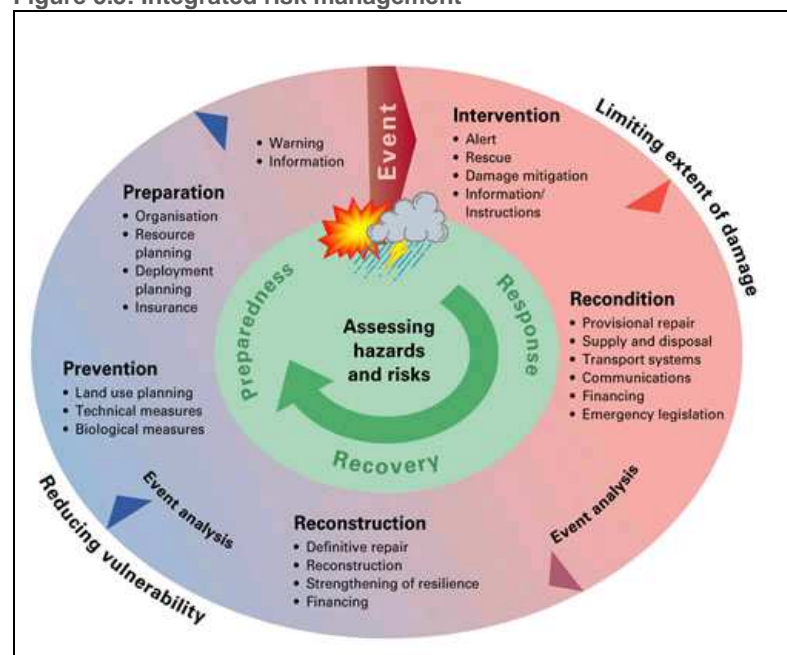 Figure 3.3: Integrated risk management
Event
• Warning
• Information
Intervention
• Alert
• Rescue
• Damage mitigation
• Information/
Instructions
Limiting extent of damage
Recondition
• Provisional repair
• Supply and disposal
• Transport systems
• Communications
• Financing
• Emergency legislation
Event analysis
Reconstruction
• Definitive repair
• Reconstruction
• Strengthening of resilience
• Financing
Event analysis
Reducing vulnerability
Prevention
• Land use planning
• Technical measures
• Biological measures
Preparation
• Organisation
• Resource
planning
• Deployment
planning
• Insurance
Preparedness
Response
Recovery
Assessing
hazards
and risks